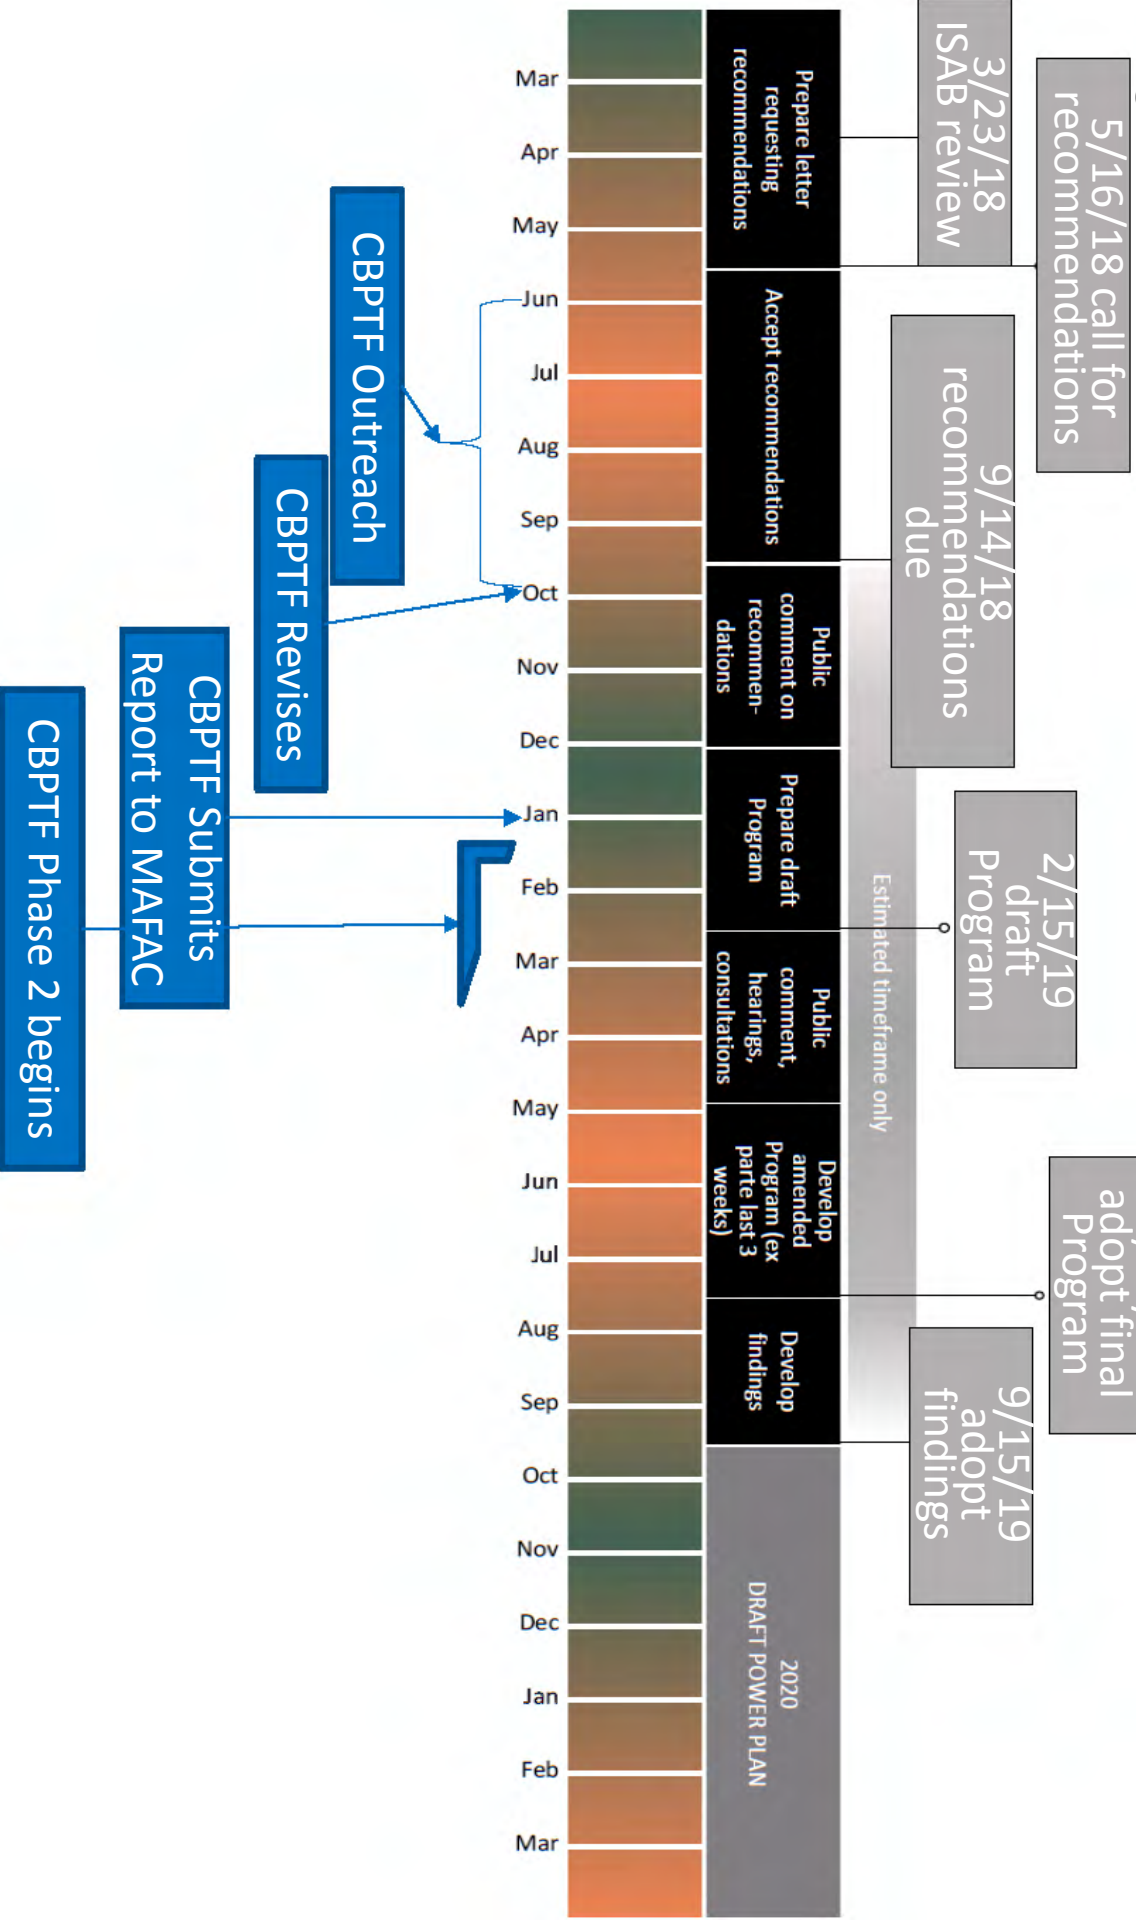 3/23/18
ISAB review
5/16/18 call for
recommendations
9/14/18
recommendations
due
2/15/19
draft
Program
adopt final
Program
9/15/19
adopt
findings
Estimated timeframe only
Prepare letter
requesting
recommendations
Accept recommendations
Public
comment on
recommen-
dations
Prepare draft
Program
Public
comment,
hearings,
consultations
Develop
amended
Program (ex
parte last 3
weeks)
Develop
findings
2020
DRAFT POWER PLAN
Mar
Apr
May
Jun
Jul
Aug
Sep
Oct
Nov
Dec
Jan
Feb
Mar
Apr
May
Jun
Jul
Aug
Sep
Oct
Nov
Dec
Jan
Feb
Mar
CBPTF Outreach
CBPTF Revises
CBPTF Submits
Report to MAFAC
CBPTF Phase 2 begins